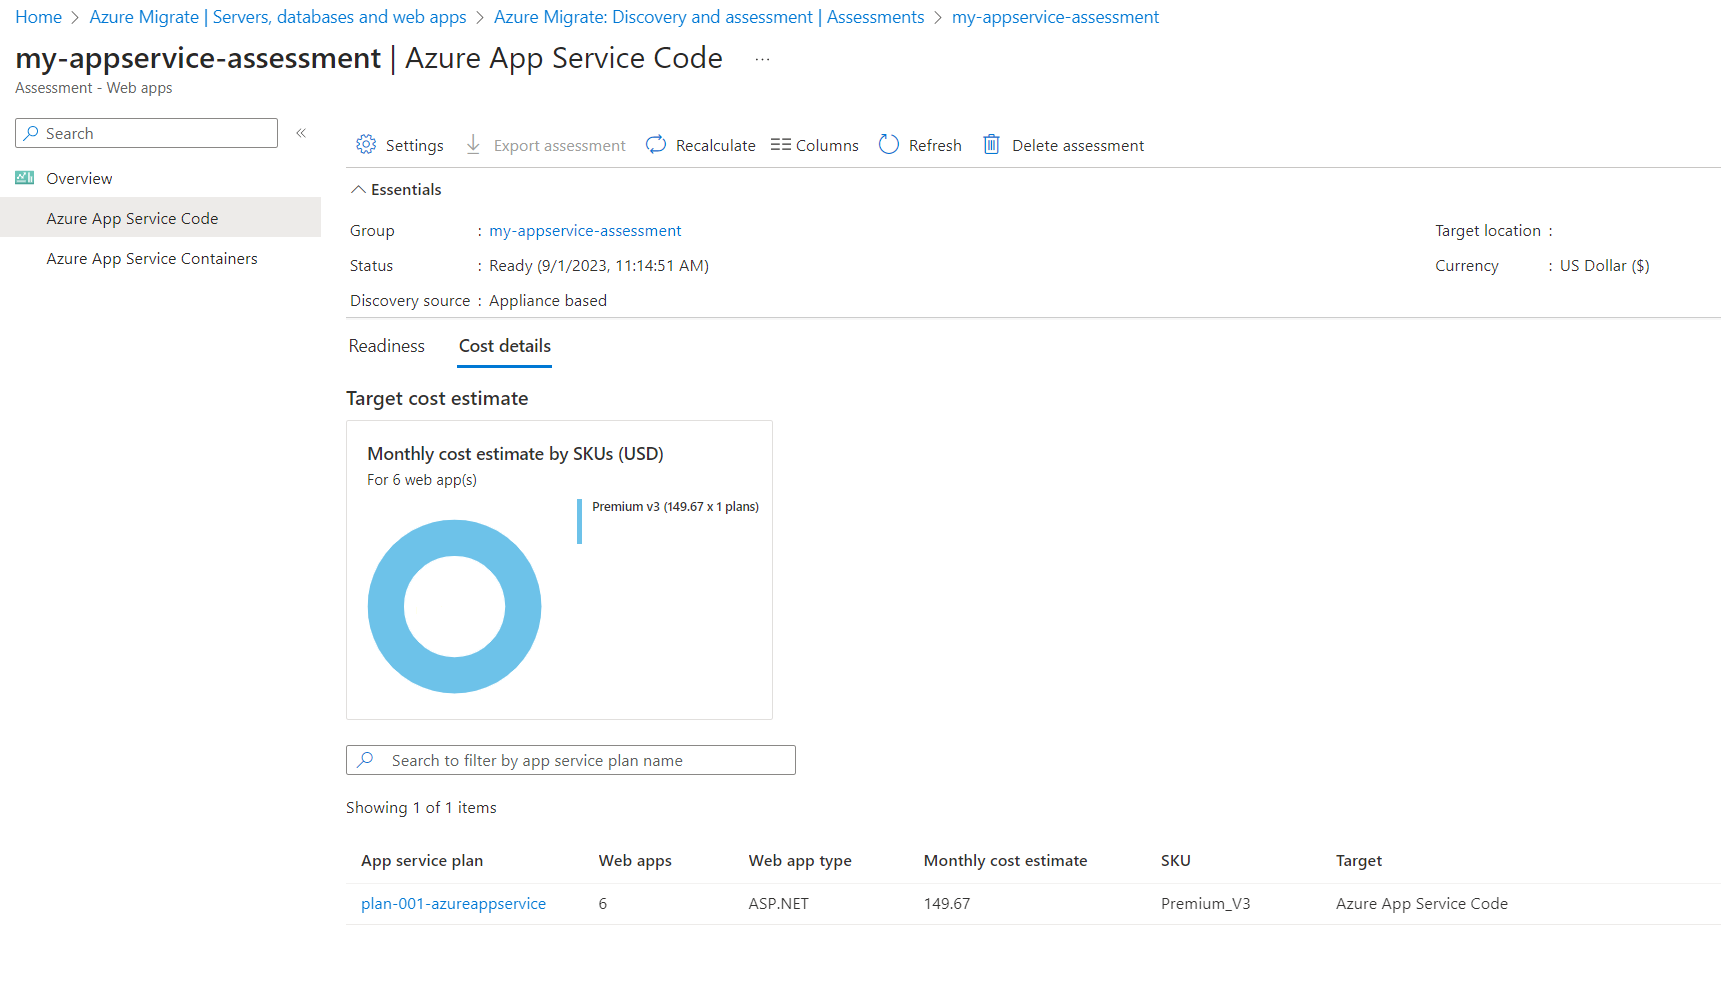 Home > Azure Migrate | Servers, databases and web apps > Azure Migrate: Discovery and assessment | Assessments > my-appservice-assessment
my-appservice-assessment | Azure App Service Code ...
Assessment - Web apps
Search «
Overview
Azure App Service Code
Azure App Service Containers
Settings Export assessment Recalculate Columns Refresh Delete assessment
Essentials
Group : my-appservice-assessment Target location :
Status : Ready (9/1/2023, 11:14:51 AM) Currency : US Dollar ($)
Discovery source : Appliance based
Readiness Cost details
Target cost estimate
Monthly cost estimate by SKUs (USD)
For 6 web app(s)
Premium v3 (149.67 x 1 plans)
Search to filter by app service plan name
Showing 1 of 1 items
App service plan Web apps Web app type Monthly cost estimate SKU Target
plan-001-azureappservice 6 ASP.NET 149.67 Premium_V3 Azure App Service Code